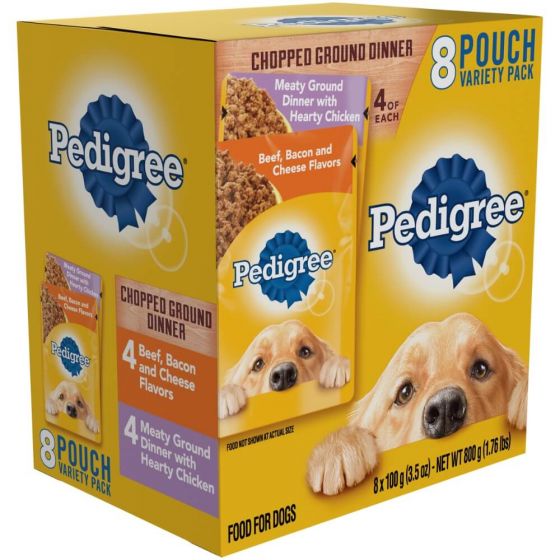 Pedigree®
Meaty Ground
Dinner with
Hearty Chicken
Beef, Bacon and
Cheese Flavors
Pedigree
8 POUCH
VARIETY PACK
CHOPPED GROUND
DINNER
4 Beef, Bacon
and Cheese
Flavors
4 Meaty Ground
Dinner with
Hearty Chicken
CHOPPED GROUND DINNER
8 POUCH
VARIETY PACK
Meaty Ground
Dinner with
Hearty Chicken
4 OF
EACH
Beef, Bacon and
Cheese Flavors
Pedigree®
Pedigree®
FOOD NOT SHOWN AT ACTUAL SIZE
FOOD FOR DOGS
8 x 100 g (3.5 oz) - NET WT 800 g (1.76 lbs)